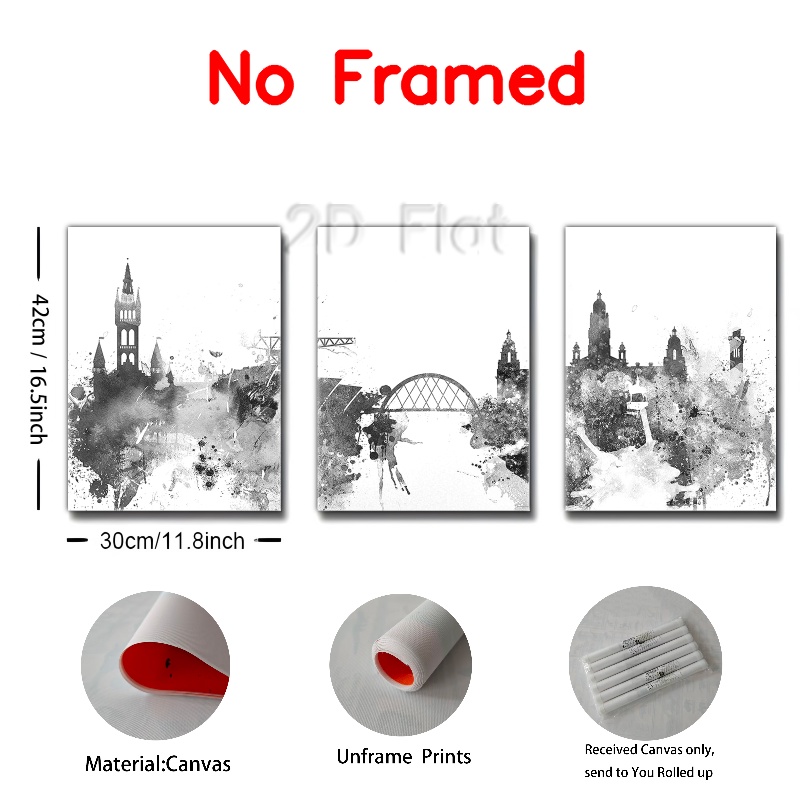 No Framed
2D Flat
42cm / 16.5inch
30cm/11.8inch
Material:Canvas
Unframe Prints
Received Canvas only,
send to You Rolled up